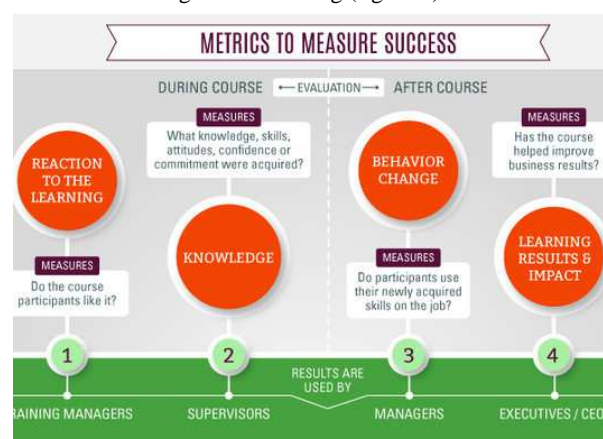 METRICS TO MEASURE SUCCESS
DURING COURSE
EVALUATION
AFTER COURSE
REACTION
TO THE
LEARNING
MEASURES
Do the course
participants like it?
MEASURES
What knowledge, skills,
attitudes, confidence or
commitment were acquired?
KNOWLEDGE
BEHAVIOR
CHANGE
MEASURES
Do participants use
their newly acquired
skills on the job?
MEASURES
Has the course
helped improve
business results?
LEARNING
RESULTS &
IMPACT
1
2
3
4
RESULTS ARE
USED BY
RAINING MANAGERS
SUPERVISORS
MANAGERS
EXECUTIVES / CEO